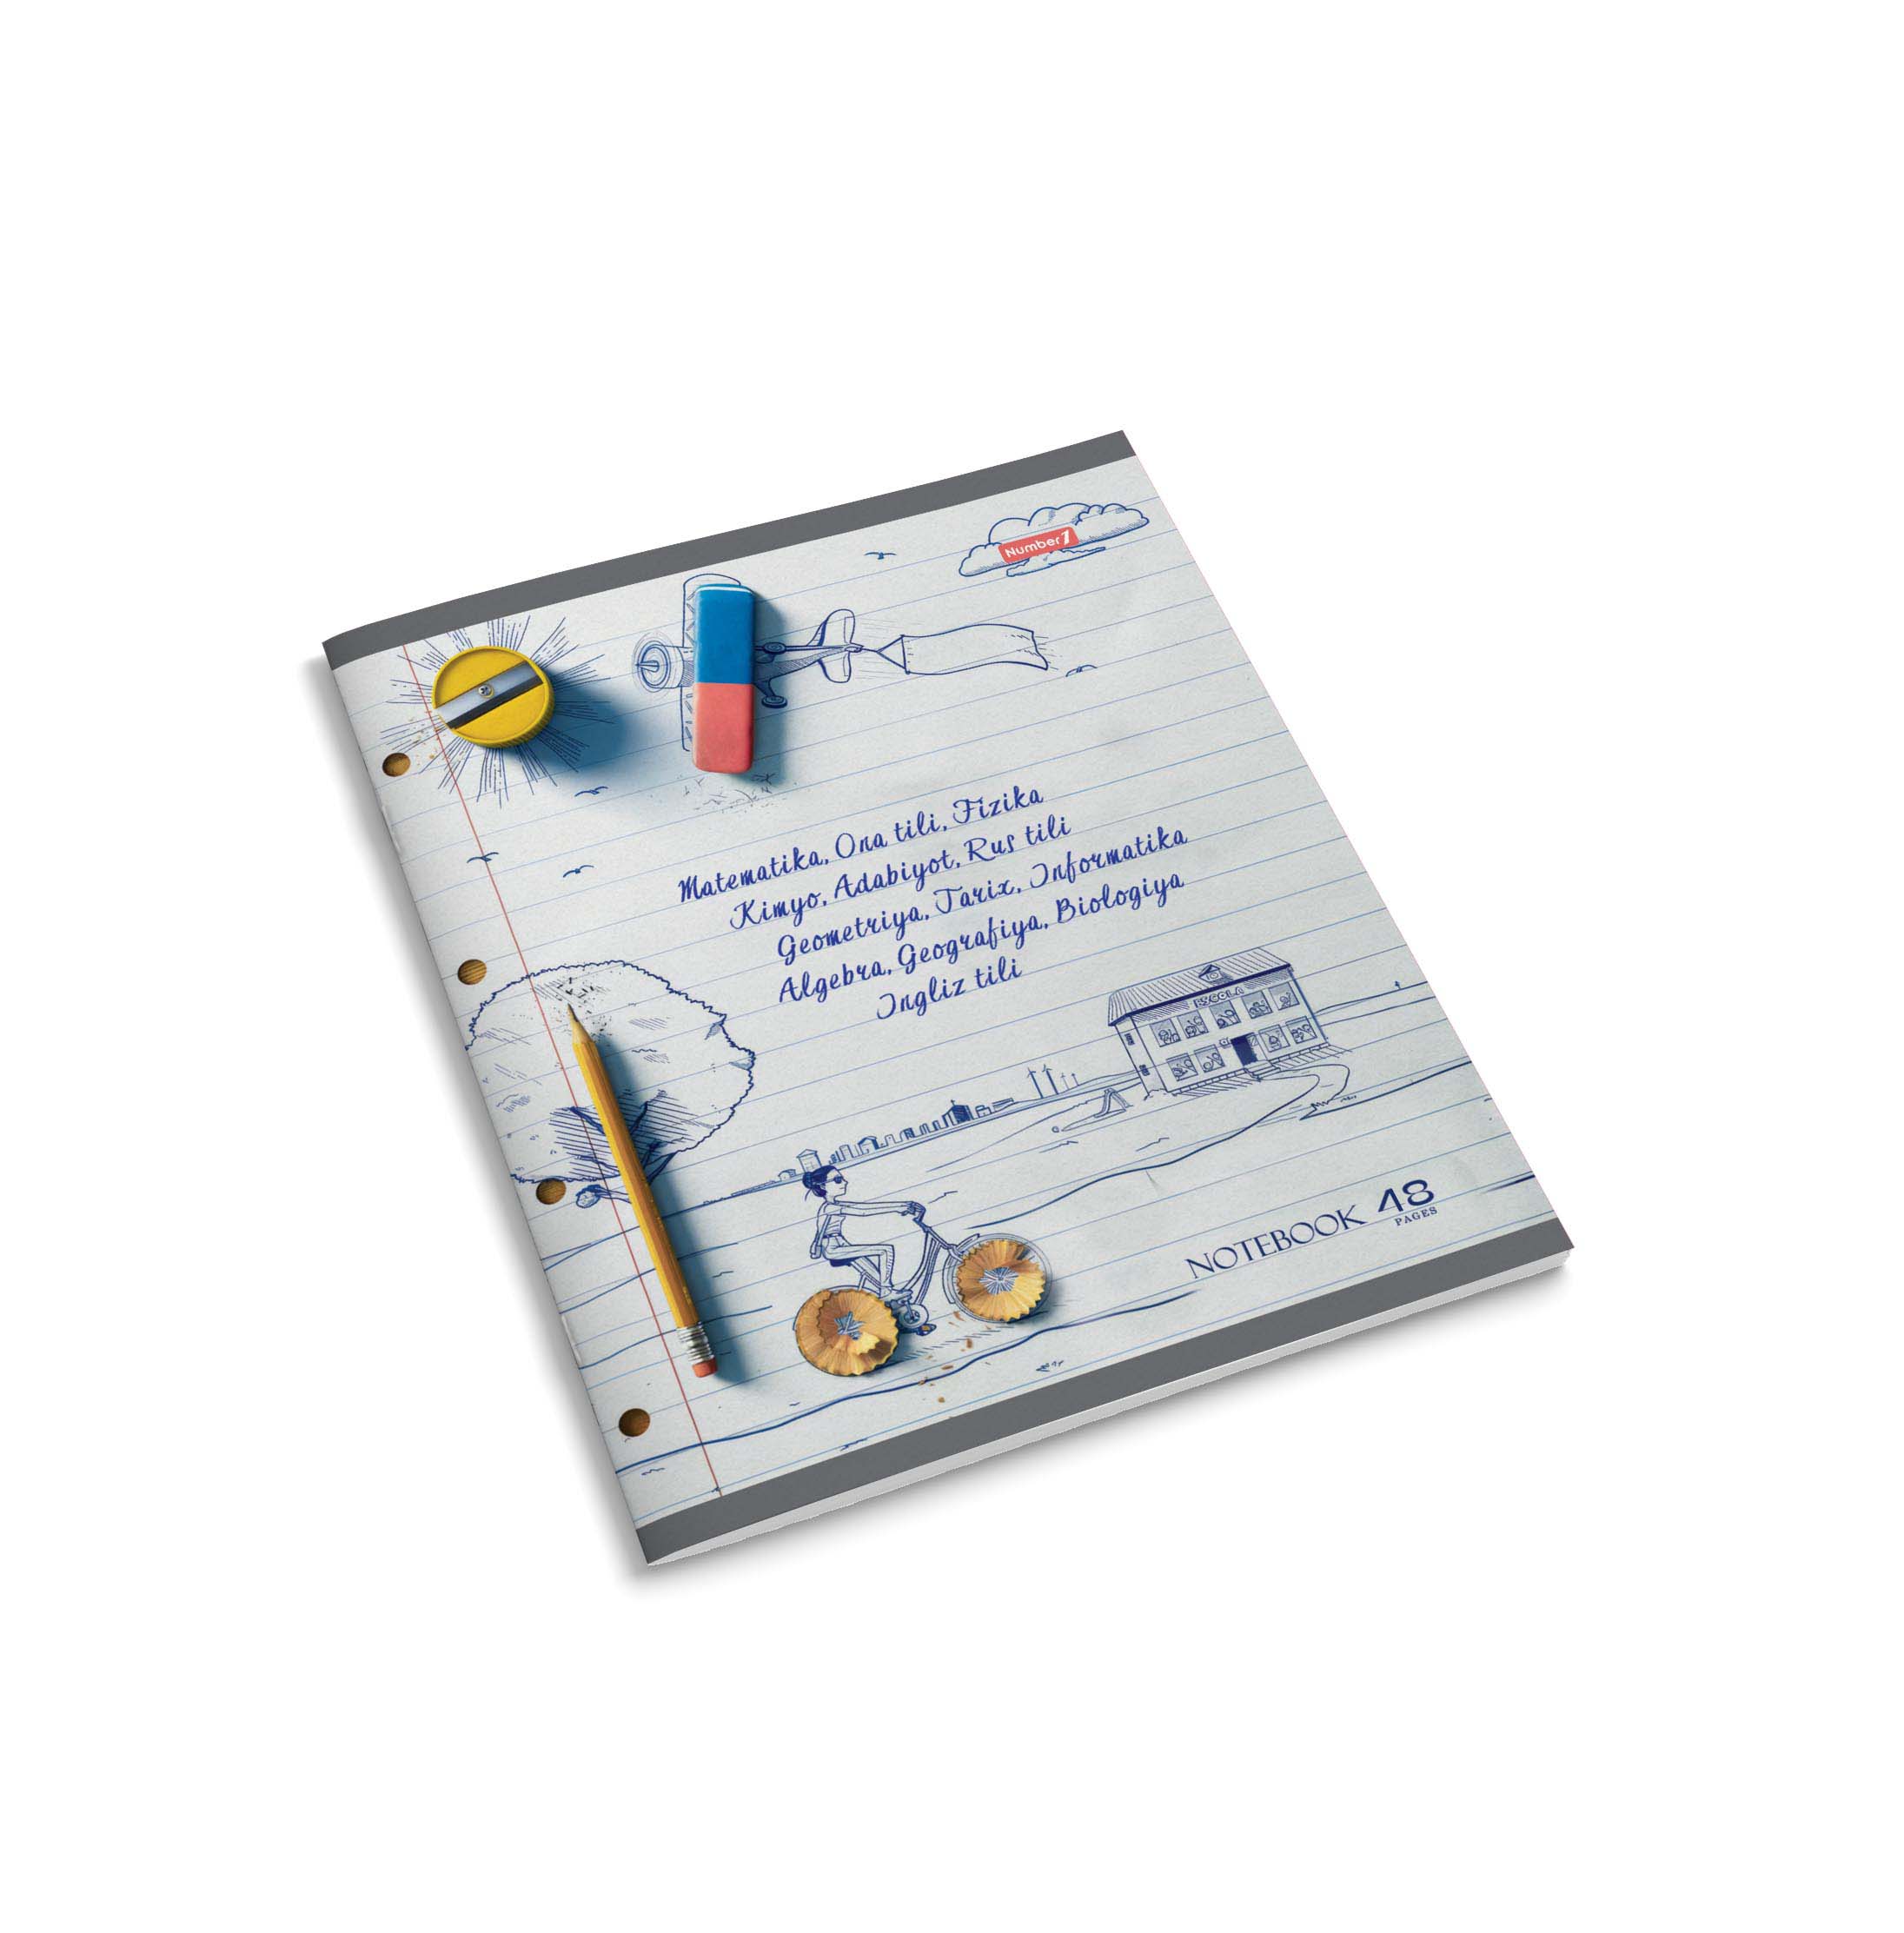 Number 1
Matematika, Ona tili, Fizika
Kimyo, Adabiyot, Rus tili
Geometriya, Tarix, Informatika
Algebra, Geografiya, Biologiya
Ingliz tili
ESCOLA
NOTEBOOK 48
PAGES